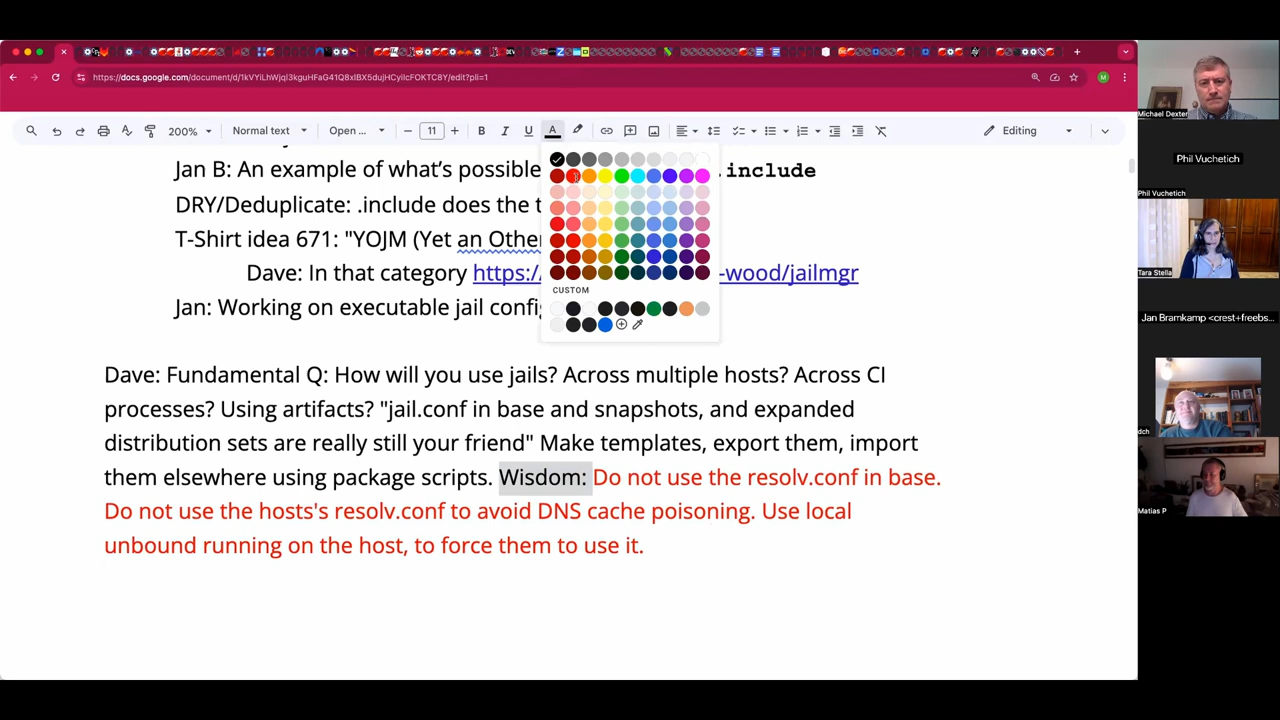 https://docs.google.com/document/d/1kVYiLhWjqI3kguHFaG41Q8xlBX5dujHCyiIcFOKTC8Y/edit?pli=1
M
200%
Normal text
Open ...
11
Editing
Jan B: An example of what's possible
.include
DRY/Deduplicate: .include does the t
T-Shirt idea 671: "YOJM (Yet an Other
Dave: In that category https:/
-wood/jailmgr
Jan: Working on executable jail config
CUSTOM
Dave: Fundamental Q: How will you use jails? Across multiple hosts? Across CI
processes? Using artifacts? "jail.conf in base and snapshots, and expanded
distribution sets are really still your friend" Make templates, export them, import
them elsewhere using package scripts. Wisdom: Do not use the resolv.conf in base.
Do not use the hosts's resolv.conf to avoid DNS cache poisoning. Use local
unbound running on the host, to force them to use it.
Michael Dexter
Phil Vuchetich
Phil Vuchetich
Tara Stella
Jan Bramkamp <crest+freebs...
dch
Matias P